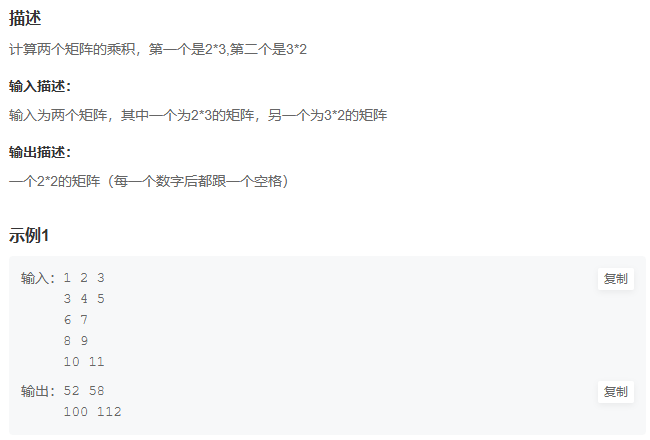 描述
计算两个矩阵的乘积，第一个是2*3,第二个是3*2
输入描述：
输入为两个矩阵，其中一个为2*3的矩阵，另一个为3*2的矩阵
输出描述：
一个2*2的矩阵（每一个数字后都跟一个空格）
示例1
输入：1 2 3 复制
3 4 5
6 7
8 9
10 11
输出：52 58 复制
100 112